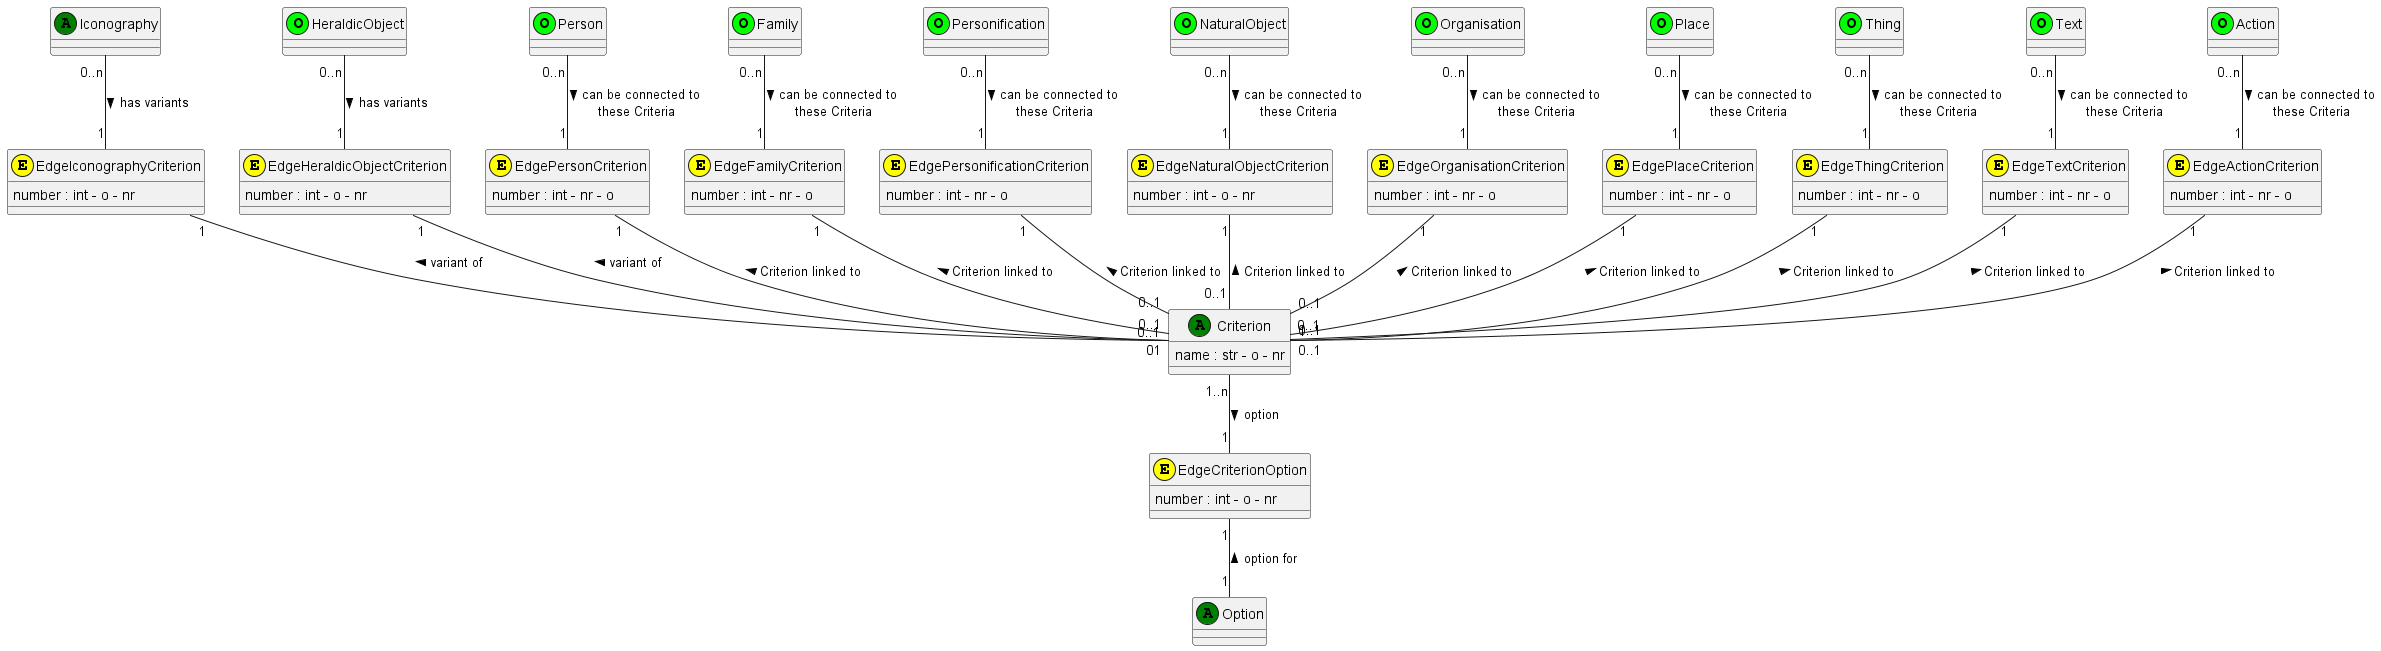 A Iconography
O HeraldicObject
O Person
O Family
O Personification
O NaturalObject
O Organisation
O Place
O Thing
O Text
O Action
0..n
0..n
0..n
0..n
0..n
0..n
0..n
0..n
0..n
0..n
0..n
has variants
has variants
can be connected to
these Criteria
can be connected to
these Criteria
can be connected to
these Criteria
can be connected to
these Criteria
can be connected to
these Criteria
can be connected to
these Criteria
can be connected to
these Criteria
can be connected to
these Criteria
can be connected to
these Criteria
1
1
1
1
1
1
1
1
1
1
1
E EdgeIconographyCriterion
number : int - o - nr
E EdgeHeraldicObjectCriterion
number : int - o - nr
E EdgePersonCriterion
number : int - nr - o
E EdgeFamilyCriterion
number : int - nr - o
E EdgePersonificationCriterion
number : int - nr - o
E EdgeNaturalObjectCriterion
number : int - o - nr
E EdgeOrganisationCriterion
number : int - nr - o
E EdgePlaceCriterion
number : int - nr - o
E EdgeThingCriterion
number : int - nr - o
E EdgeTextCriterion
number : int - nr - o
E EdgeActionCriterion
number : int - nr - o
1
1
1
1
1
1
1
1
1
1
1
variant of
variant of
Criterion linked to
Criterion linked to
Criterion linked to
Criterion linked to
Criterion linked to
Criterion linked to
Criterion linked to
Criterion linked to
Criterion linked to
0..1
0..1
0..1
0..1
0..1
01
0..1
A Criterion
name : str - o - nr
1..n
option
1
E EdgeCriterionOption
number : int - o - nr
1
option for
1
A Option